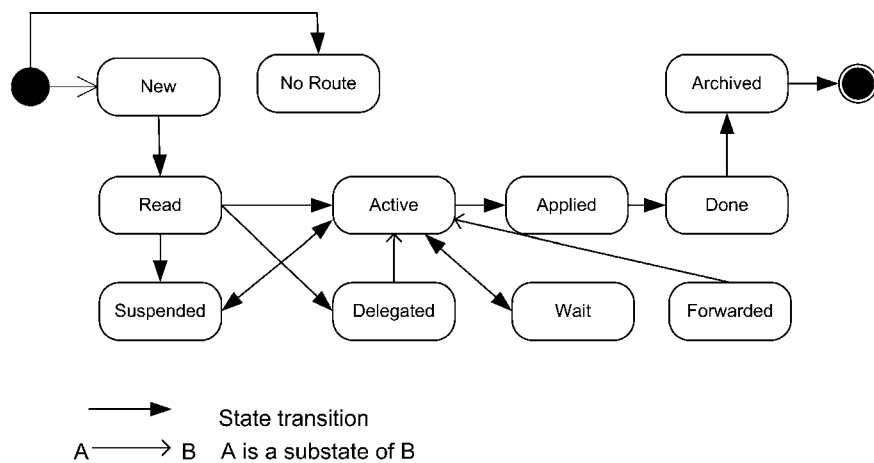 New
No Route
Archived
Read
Active
Applied
Done
Suspended
Delegated
Wait
Forwarded
State transition
A B A is a substate of B